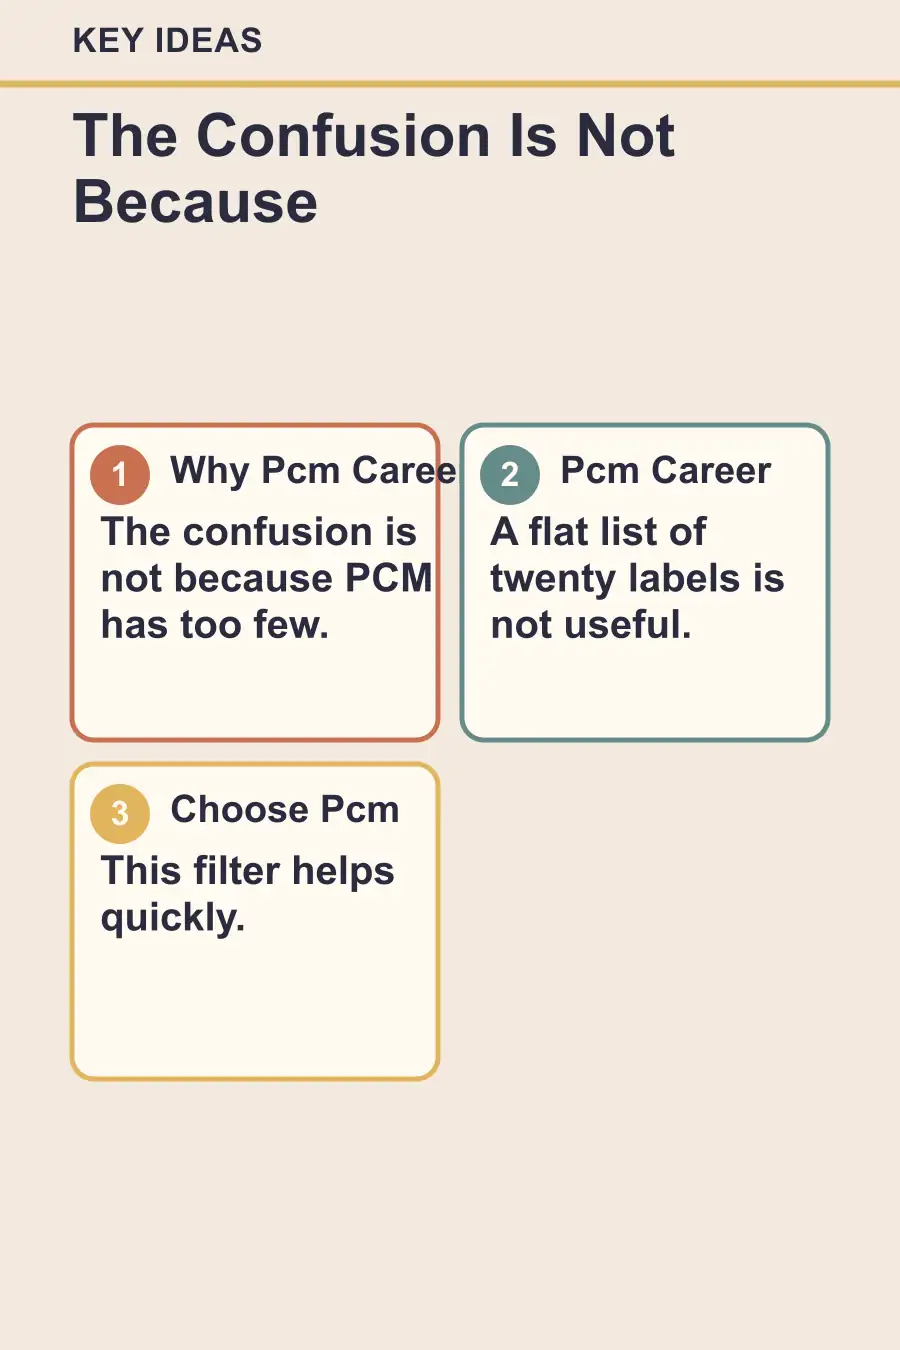 KEY IDEAS
The Confusion Is Not
Because
1
Why Pcm Caree
The confusion is
not because PCM
has too few.
2
Pcm Career
A flat list of
twenty labels is
not useful.
3
Choose Pcm
This filter helps
quickly.